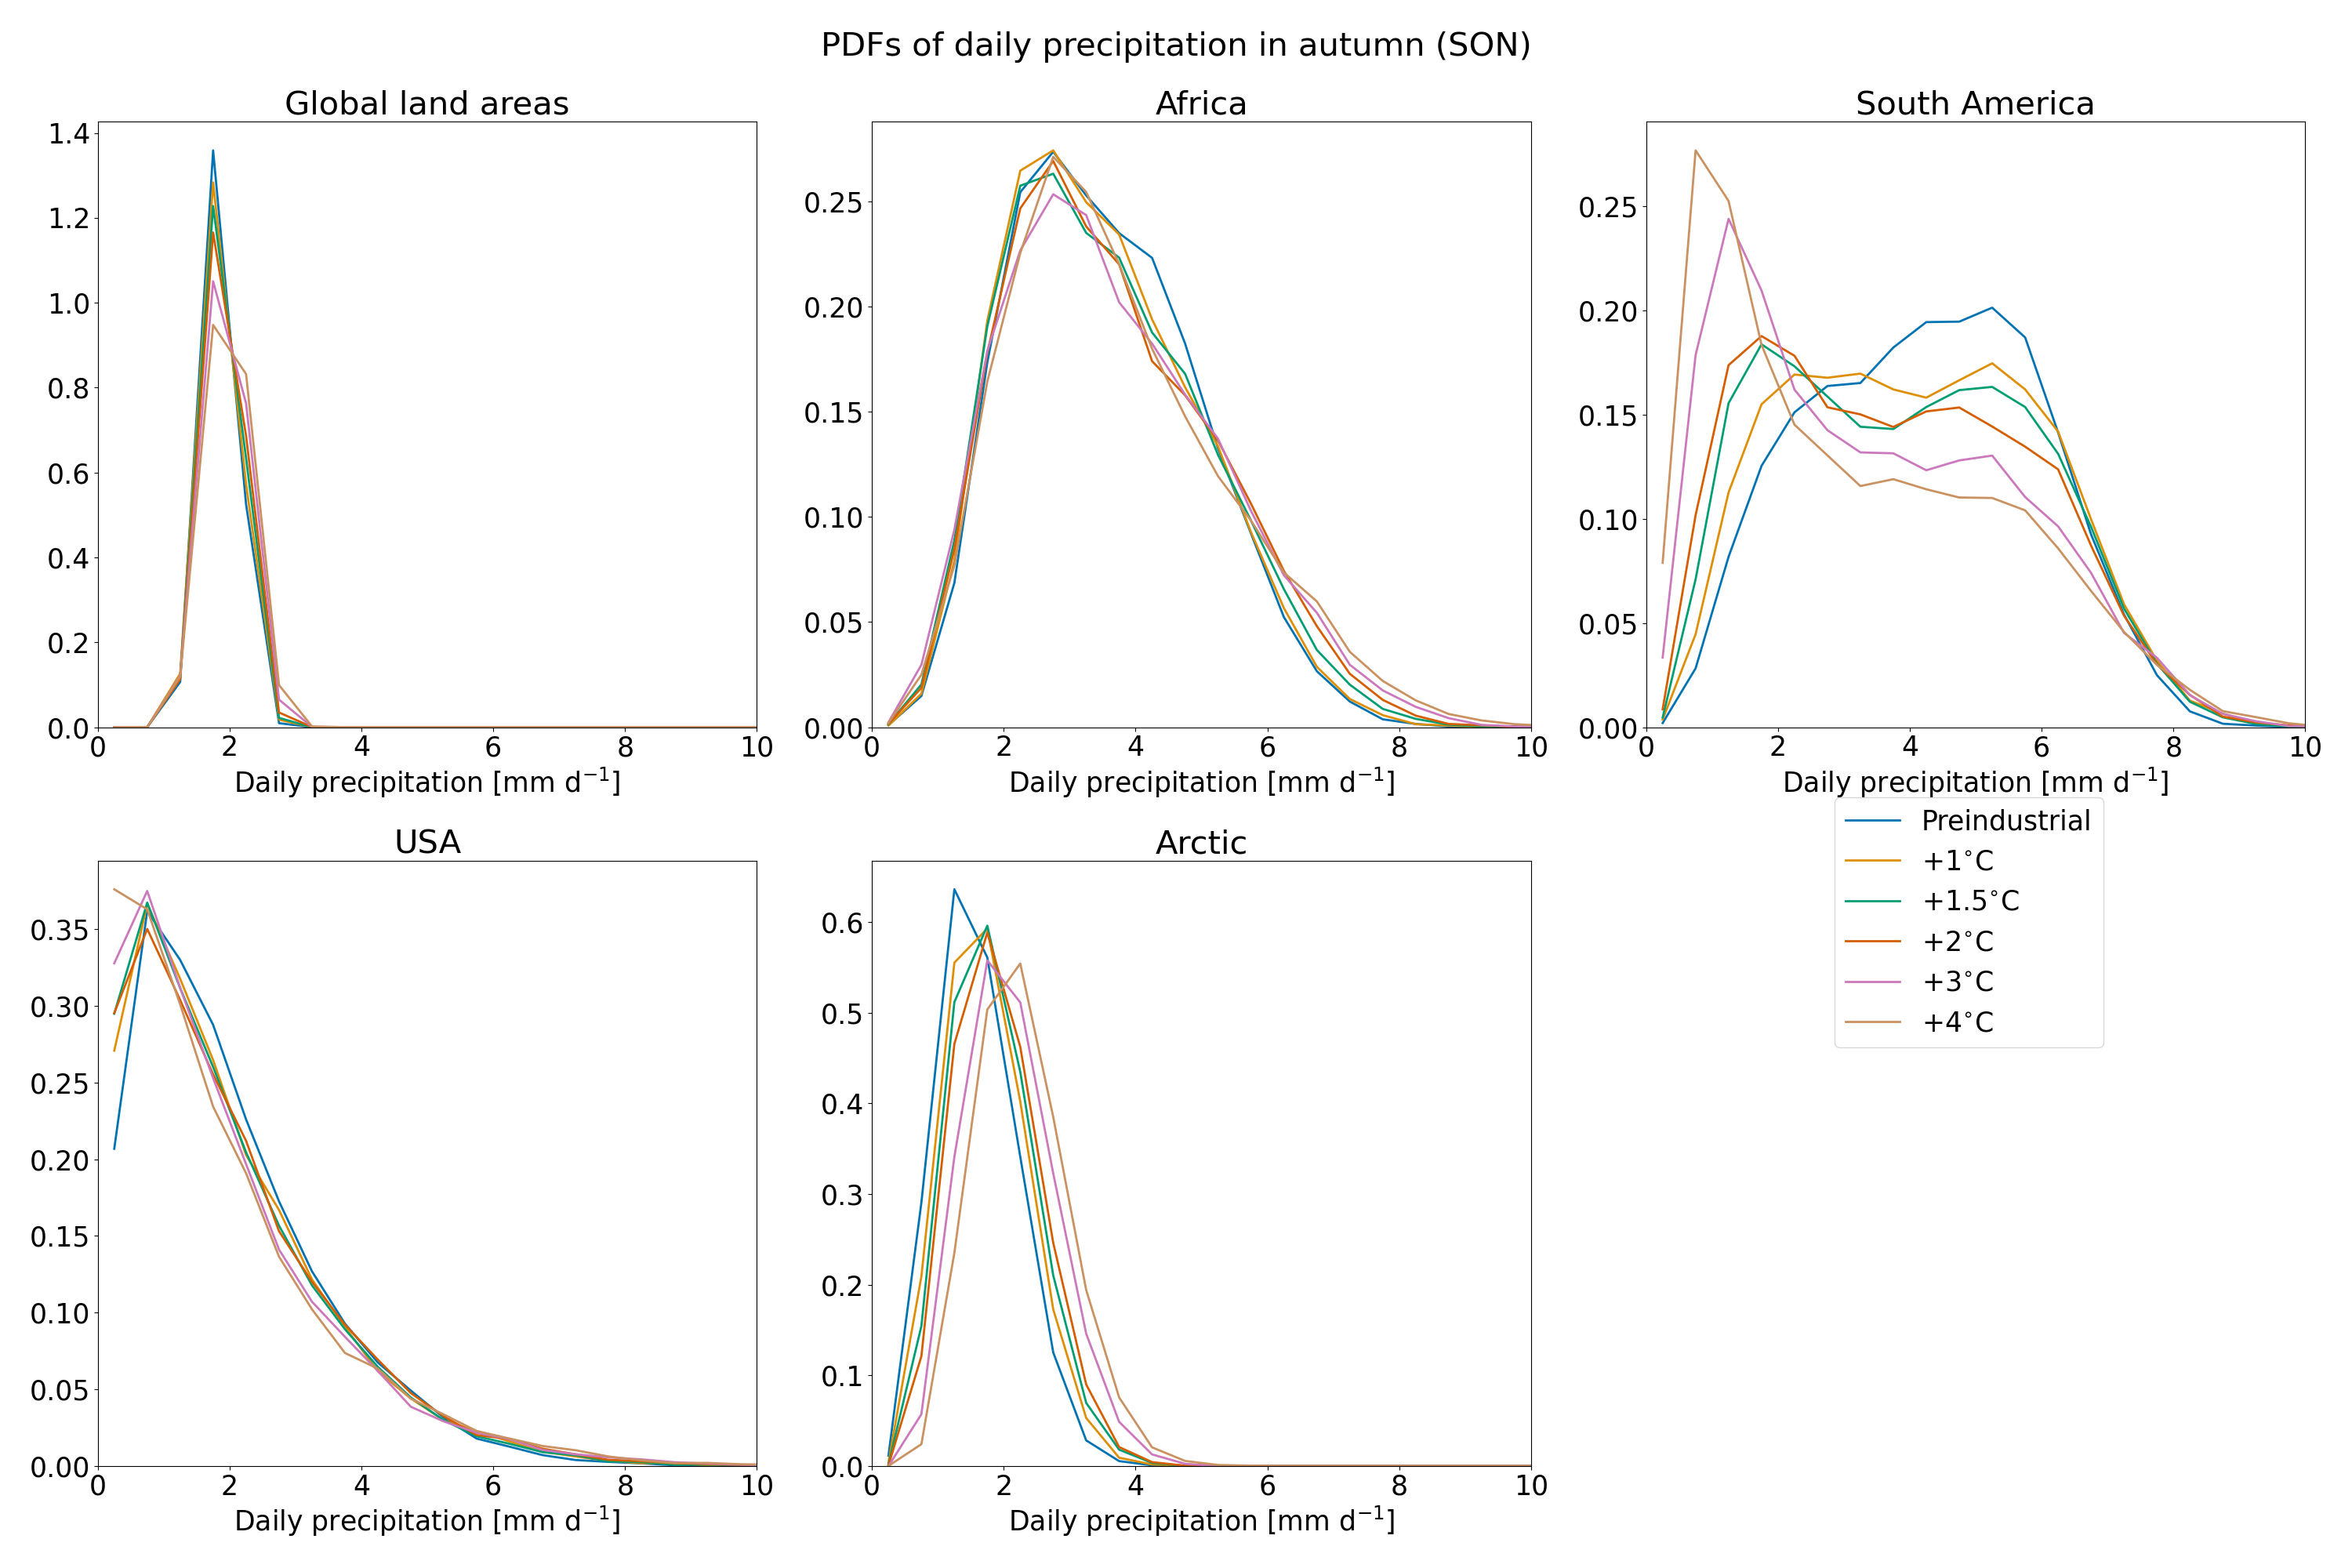 PDFs of daily precipitation in autumn (SON)
Global land areas
1.4
1.2
1.0
0.8
0.6
0.4
0.2
0.0
0 2 4 6 8 10
Daily precipitation [mm d⁻¹]
Africa
0.25
0.20
0.15
0.10
0.05
0.00
0 2 4 6 8 10
Daily precipitation [mm d⁻¹]
South America
0.25
0.20
0.15
0.10
0.05
0.00
0 2 4 6 8 10
Daily precipitation [mm d⁻¹]
Preindustrial
+1°C
+1.5°C
+2°C
+3°C
+4°C
USA
0.35
0.30
0.25
0.20
0.15
0.10
0.05
0.00
0 2 4 6 8 10
Daily precipitation [mm d⁻¹]
Arctic
0.6
0.5
0.4
0.3
0.2
0.1
0.0
0 2 4 6 8 10
Daily precipitation [mm d⁻¹]